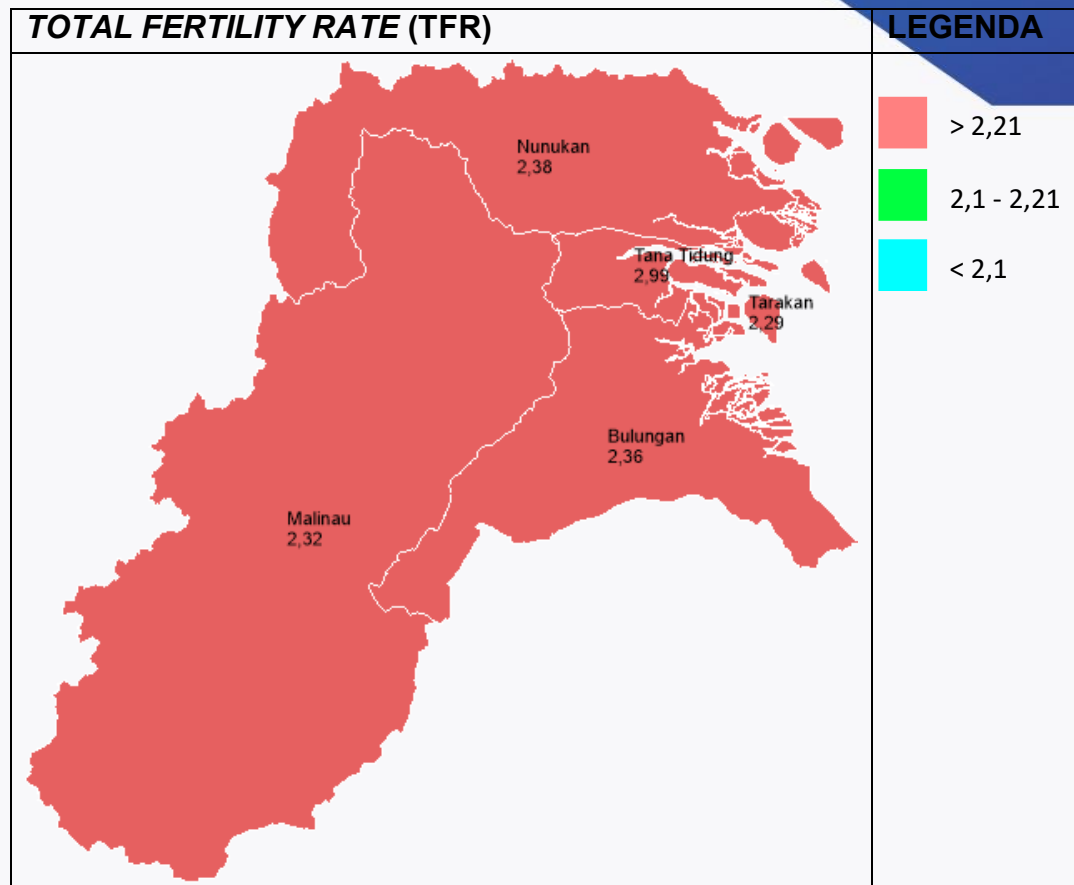 TOTAL FERTILITY RATE (TFR)
LEGENDA
> 2,21
2,1 - 2,21
< 2,1
Nunukan
2,38
Tana Tidung
2,99
Tarakan
2,29
Bulungan
2,36
Malinau
2,32